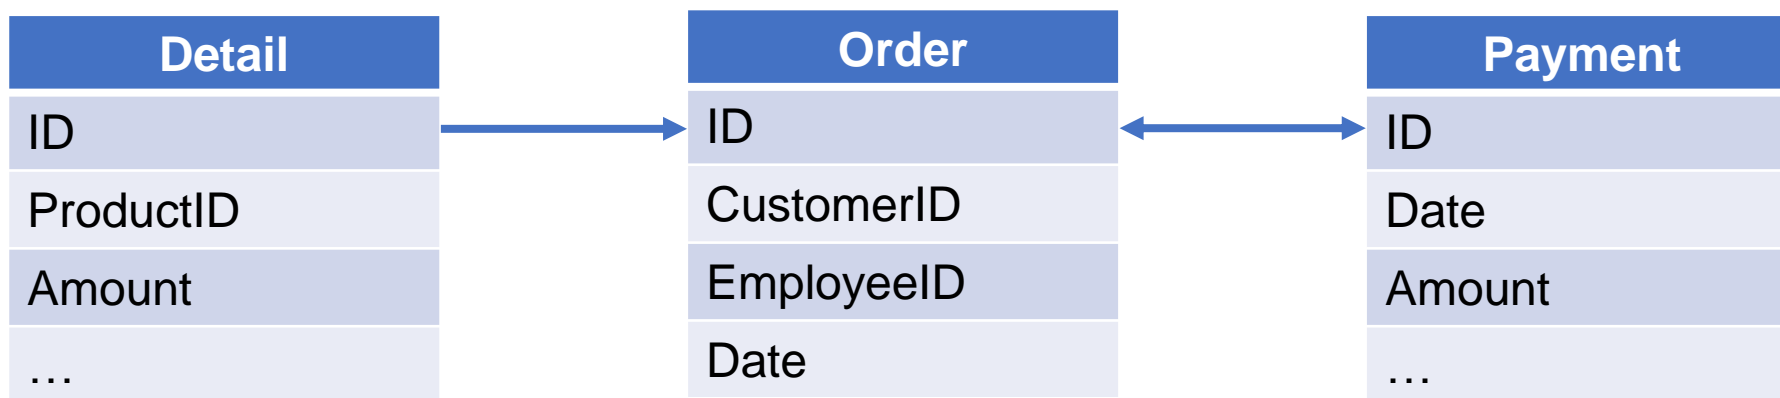 Detail
ID
ProductID
Amount
…
Order
ID
CustomerID
EmployeeID
Date
Payment
ID
Date
Amount
…